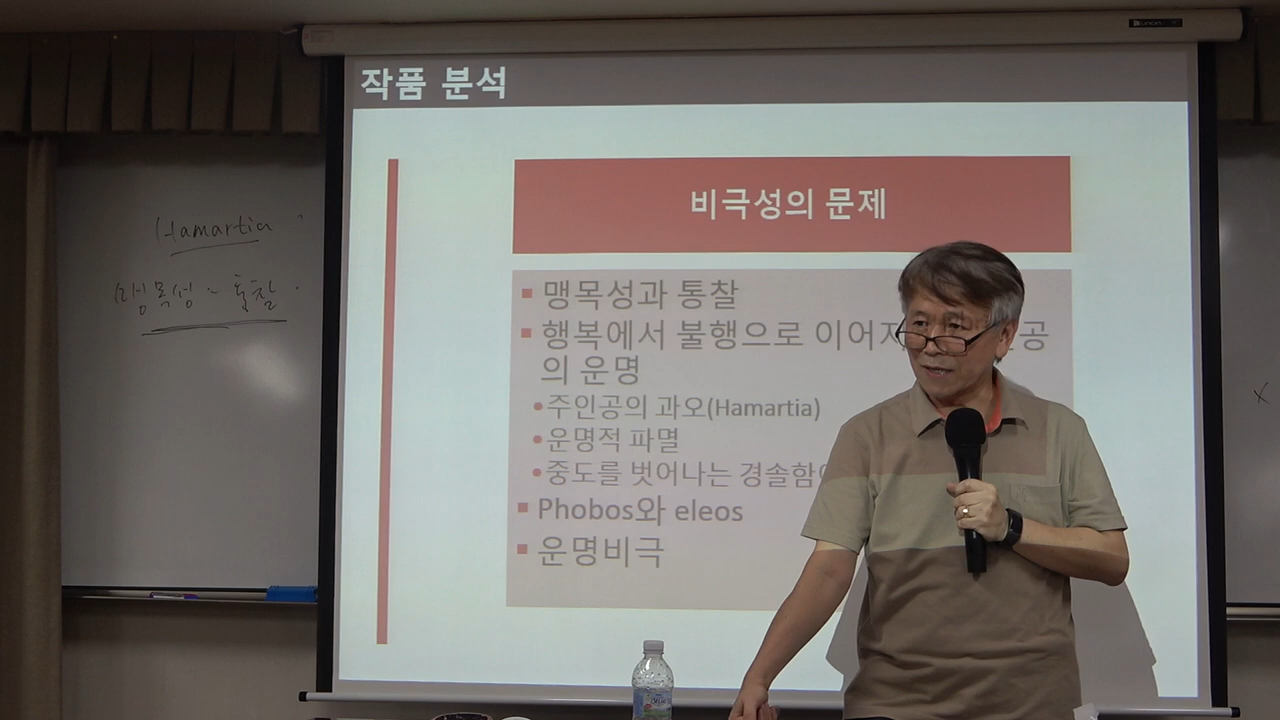 작품 분석
Hamartia
맹목성 ~ 통찰
비극성의 문제
맹목성과 통찰
행복에서 불행으로 이어지
공
의 운명
주인공의 과오(Hamartia)
운명적 파멸
중도를 벗어나는 경솔함
Phobos와 eleos
운명비극